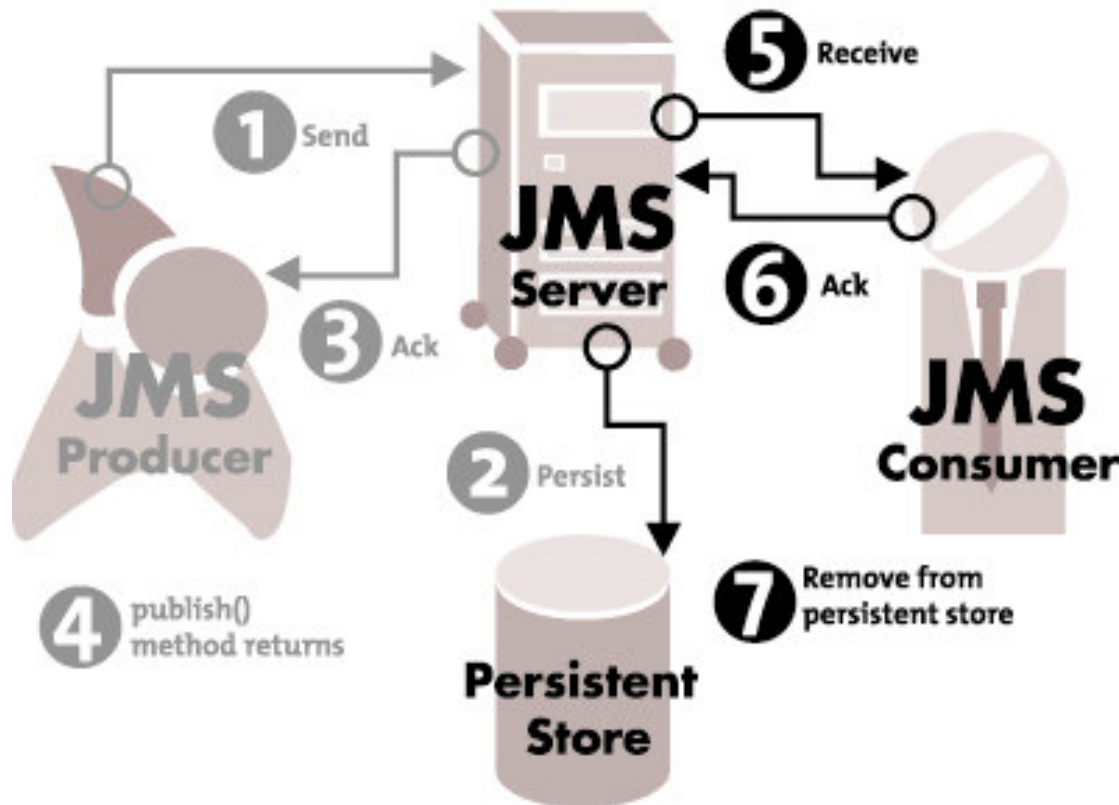 1 Send
5 Receive
JMS
Server
6 Ack
3 Ack
JMS
Producer
JMS
Consumer
2 Persist
4 publish()
method returns
7 Remove from
persistent store
Persistent
Store